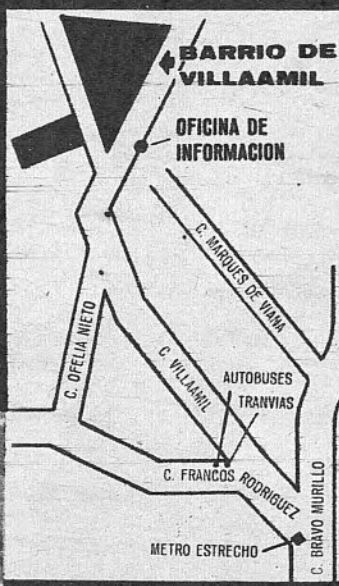 BARRIO DE
VILLAAMIL
OFICINA DE
INFORMACION
C. MARQUES DE VIANA
C. OFELIA NIETO
C. VILLAAMIL
AUTOBUSES
TRANVIAS
C. FRANCOS RODRIGUEZ
C. BRAVO MURILLO
METRO ESTRECHO